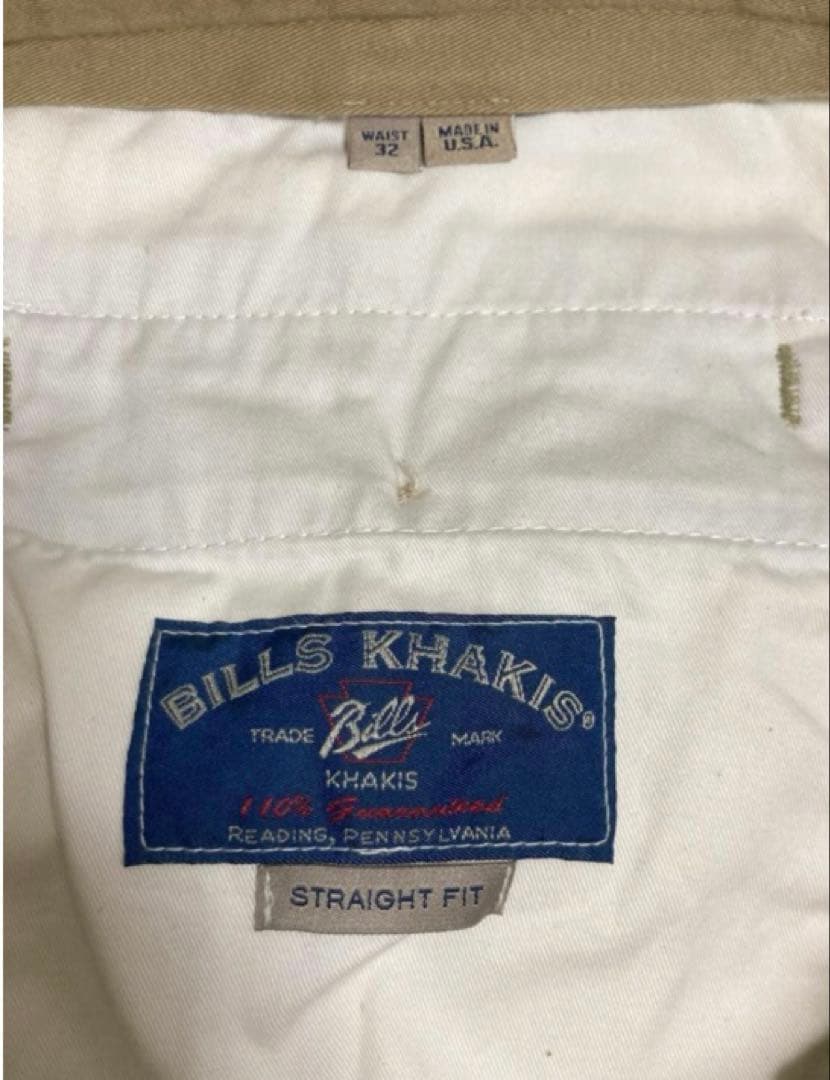 WAIST
32
MADE IN
U.S.A.
BILLS KHAKIS®
TRADE Bills MARK
KHAKIS
110% Guaranteed
READING, PENNSYLVANIA
STRAIGHT FIT